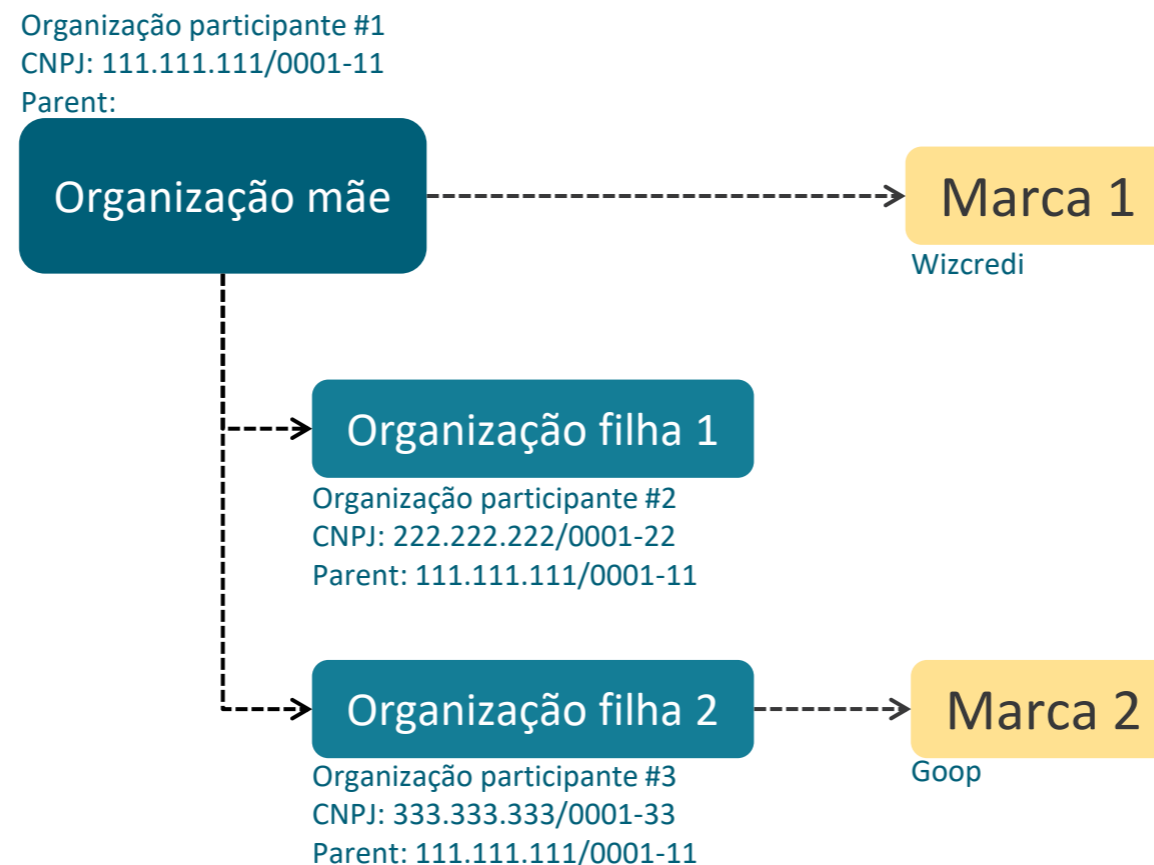 Organização participante #1
CNPJ: 111.111.111/0001-11
Parent:
Organização mãe
Marca 1
Wizcredi
Organização filha 1
Organização participante #2
CNPJ: 222.222.222/0001-22
Parent: 111.111.111/0001-11
Organização filha 2
Marca 2
Goop
Organização participante #3
CNPJ: 333.333.333/0001-33
Parent: 111.111.111/0001-11